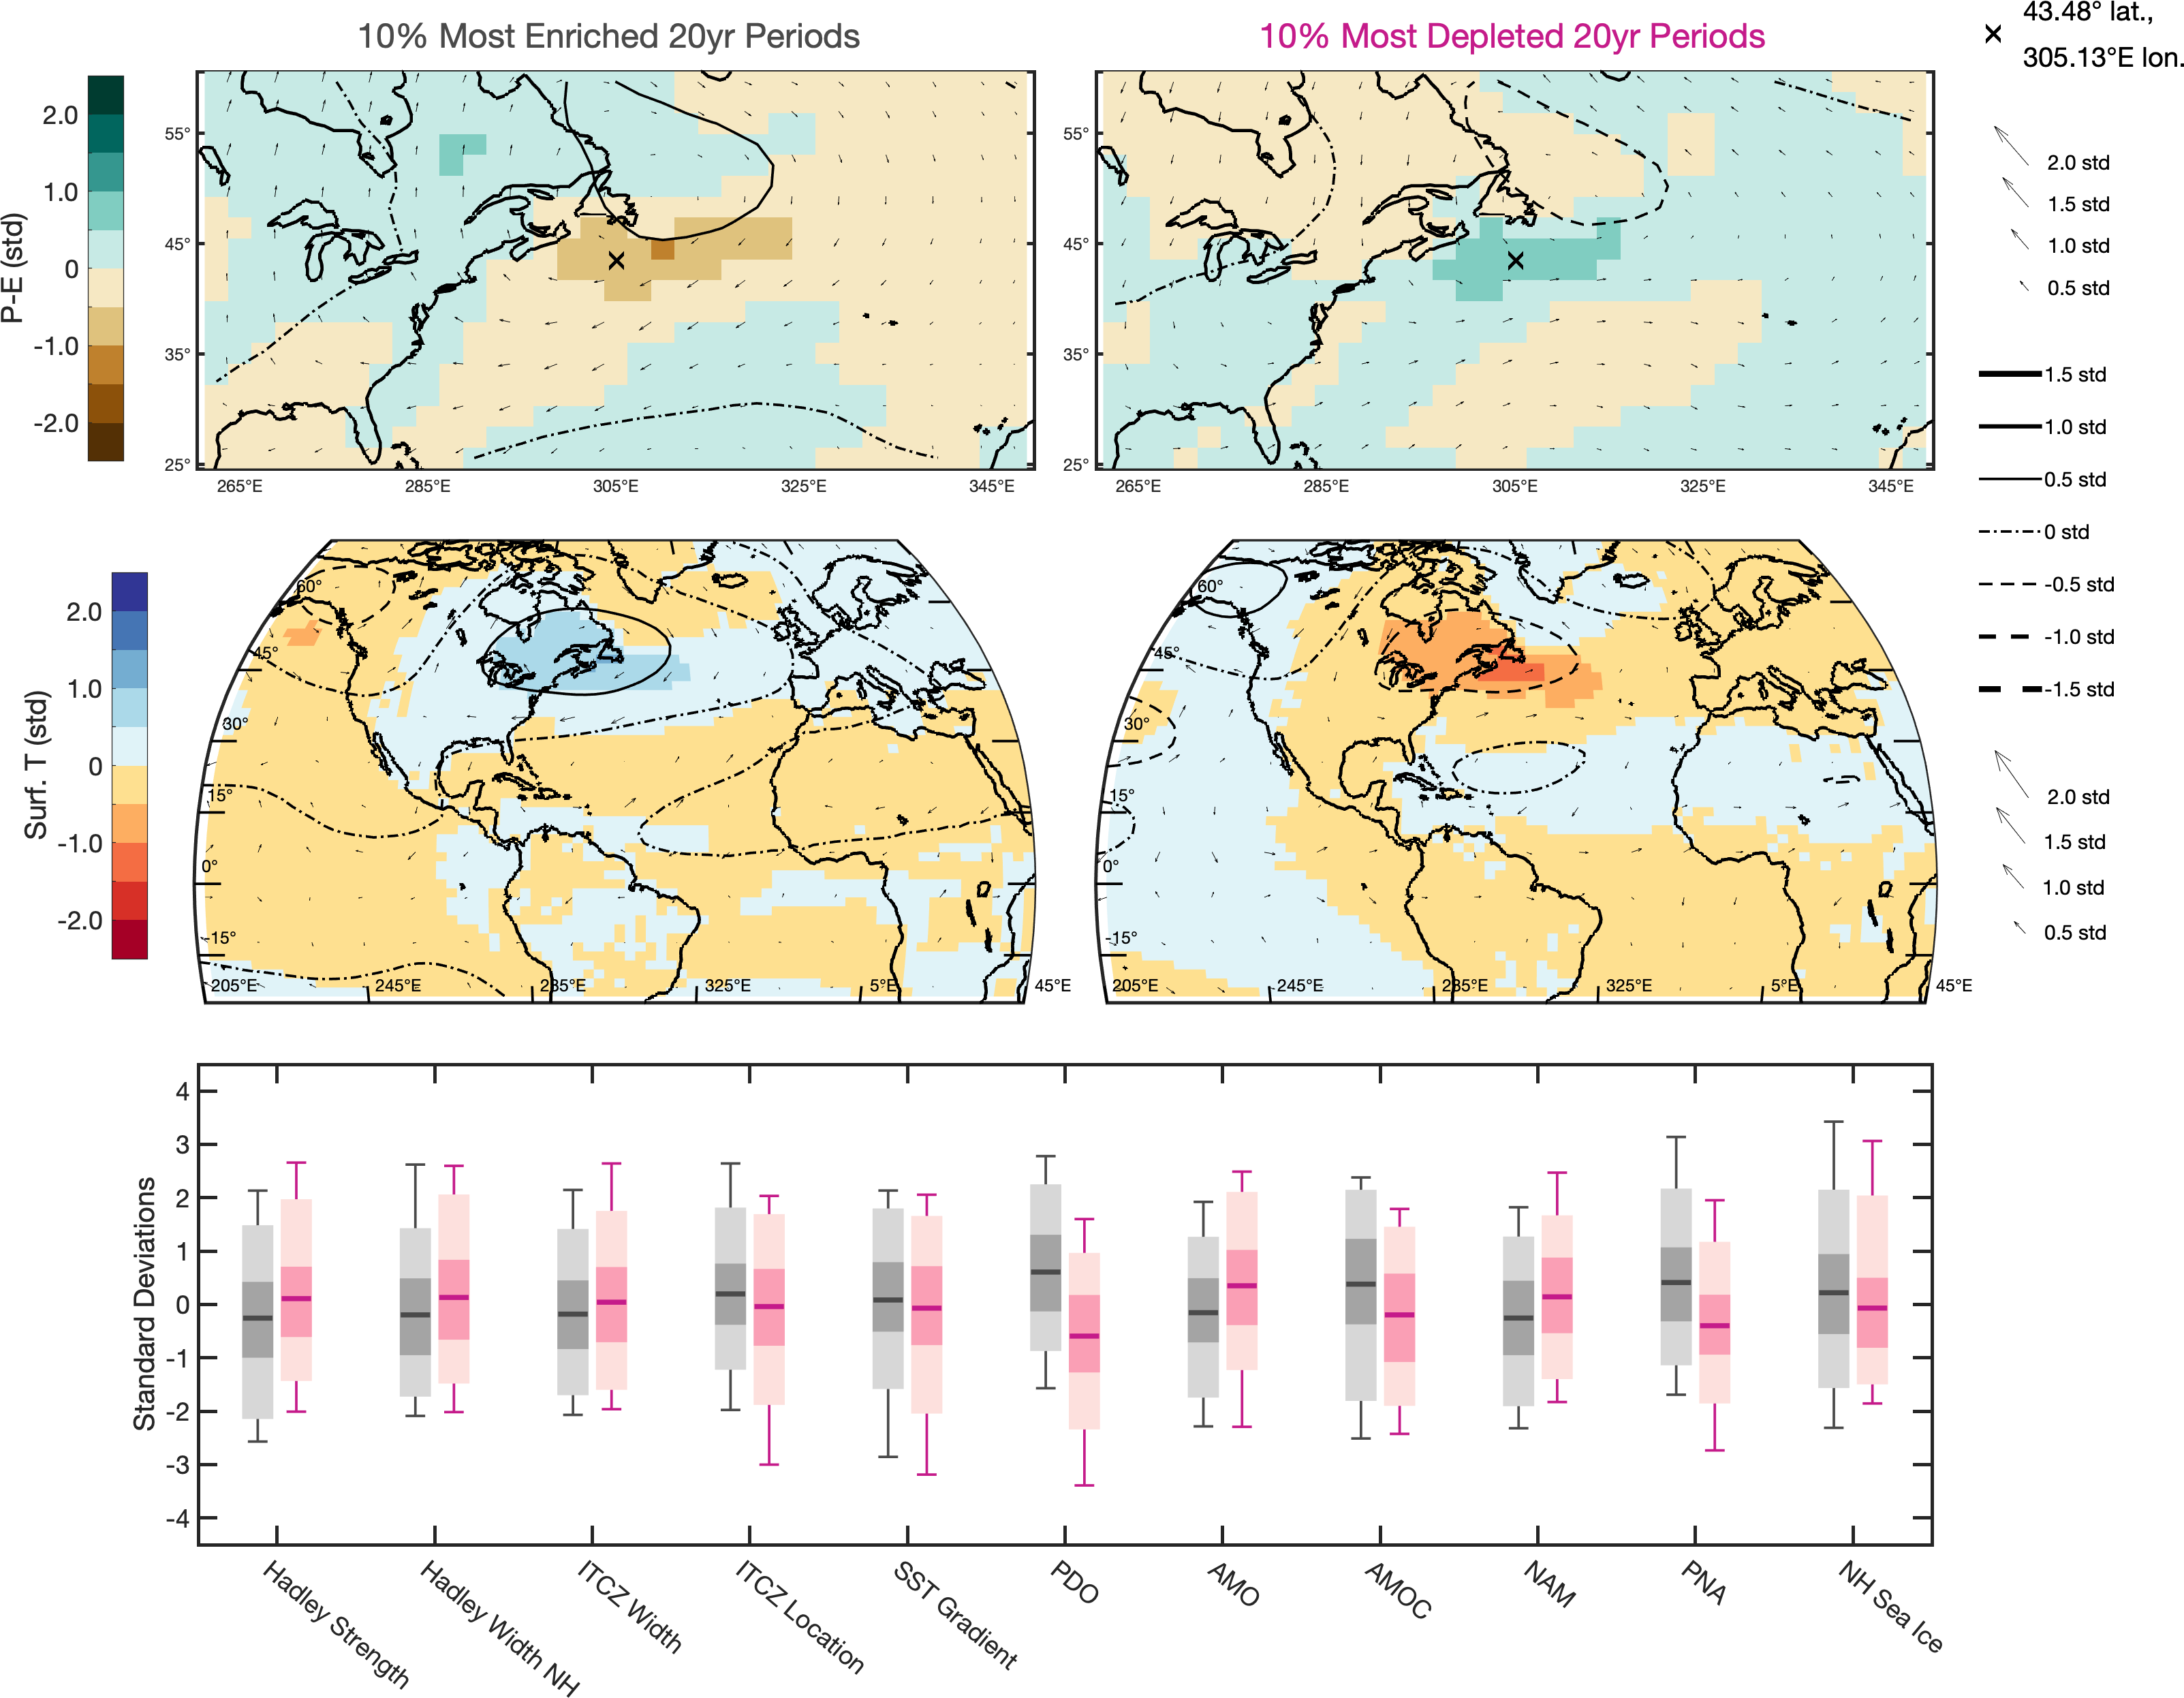 10% Most Enriched 20yr Periods
10% Most Depleted 20yr Periods
43.48° lat.,
305.13°E lon.
P-E (std)
2.0
1.0
0
-1.0
-2.0
55°
45°
35°
25°
265°E 285°E 305°E 325°E 345°E
55°
45°
35°
25°
265°E 285°E 305°E 325°E 345°E
2.0 std
1.5 std
1.0 std
0.5 std
1.5 std
1.0 std
0.5 std
0 std
-0.5 std
-1.0 std
-1.5 std
Surf. T (std)
2.0
1.0
0
-1.0
-2.0
60°
45°
30°
15°
0°
-15°
205°E 245°E 285°E 325°E 5°E 45°E
60°
45°
30°
15°
0°
-15°
205°E 245°E 285°E 325°E 5°E 45°E
2.0 std
1.5 std
1.0 std
0.5 std
Standard Deviations
4
3
2
1
0
-1
-2
-3
-4
Hadley Strength
Hadley Width NH
ITCZ Width
ITCZ Location
SST Gradient
PDO
AMO
AMOC
NAM
PNA
NH Sea Ice